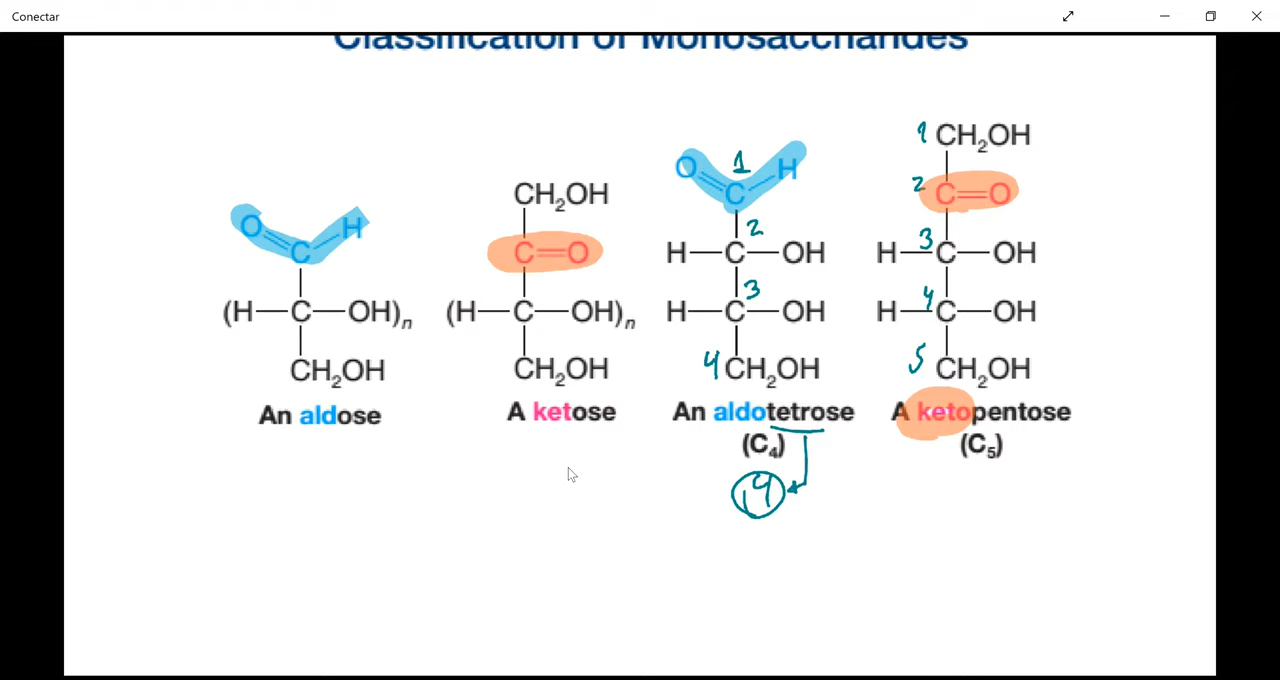 Conectar
Classification of Monosaccharides
O 
C
H
(H—C—OH)n
CH₂OH
An aldose
CH₂OH
C=O
(H—C—OH)n
CH₂OH
A ketose
O 1 H
C
2
H—C—OH
3
H—C—OH
4 CH₂OH
An aldotetrose
(C₄)
1 CH₂OH
2 C=O
3
H—C—OH
4
H—C—OH
5 CH₂OH
A ketopentose
(C₅)